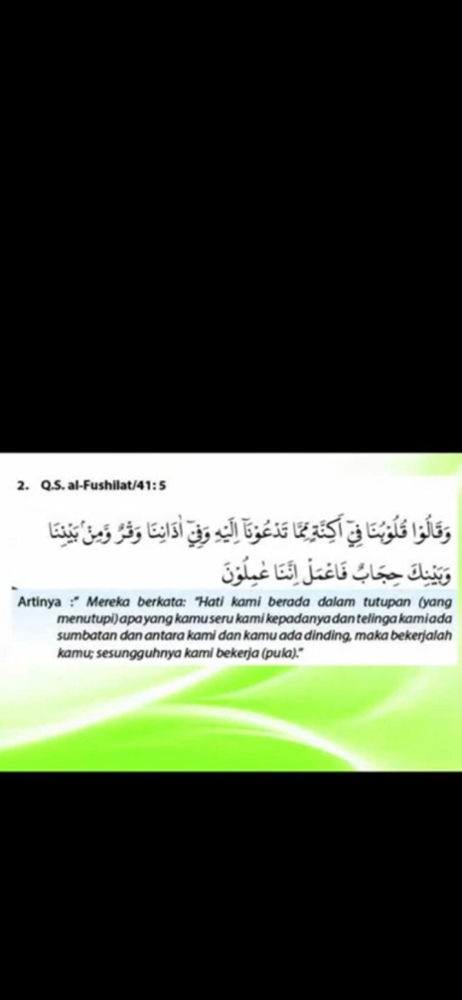 2. Q.S. al-Fushilat/41: 5
وَقَالُوْا قُلُوْبُنَا فِيْٓ اَكِنَّةٍ مِّمَّا تَدْعُوْنَآ اِلَيْهِ وَفِيْٓ اٰذَانِنَا وَقْرٌ وَّمِنْۢ بَيْنِنَا
وَبَيْنِكَ حِجَابٌ فَاعْمَلْ اِنَّنَا عٰمِلُوْنَ
Artinya :" Mereka berkata: "Hati kami berada dalam tutupan (yang
menutupi) apa yang kamu seru kami kepadanya dan telinga kami ada
sumbatan dan antara kami dan kamu ada dinding, maka bekerjalah
kamu; sesungguhnya kami bekerja (pula)."